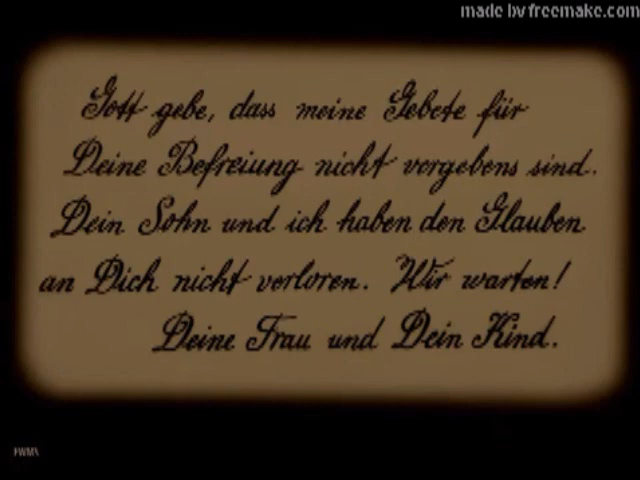 made by freemake.com
Gott gebe, dass meine Gebete für
Deine Befreiung nicht vergebens sind.
Dein Sohn und ich haben den Glauben
an Dich nicht verloren. Wir warten!
Deine Frau und Dein Kind.
FWMS